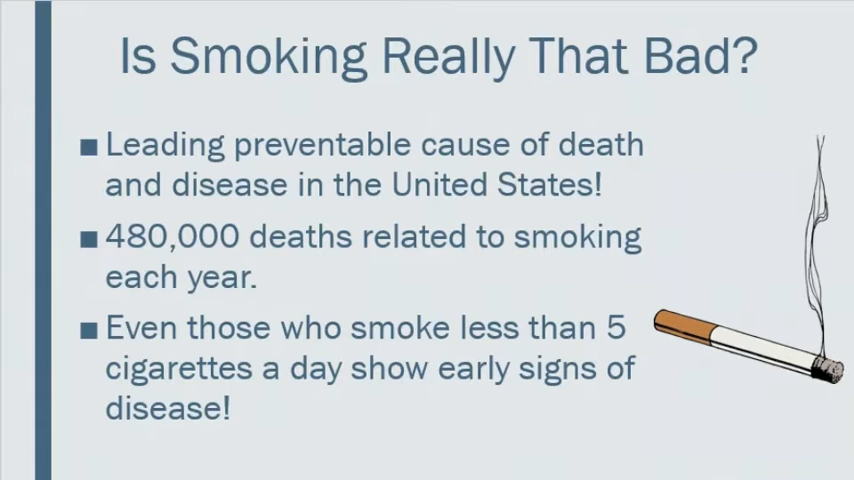 Is Smoking Really That Bad?
■ Leading preventable cause of death
and disease in the United States!
■ 480,000 deaths related to smoking
each year.
■ Even those who smoke less than 5
cigarettes a day show early signs of
disease!